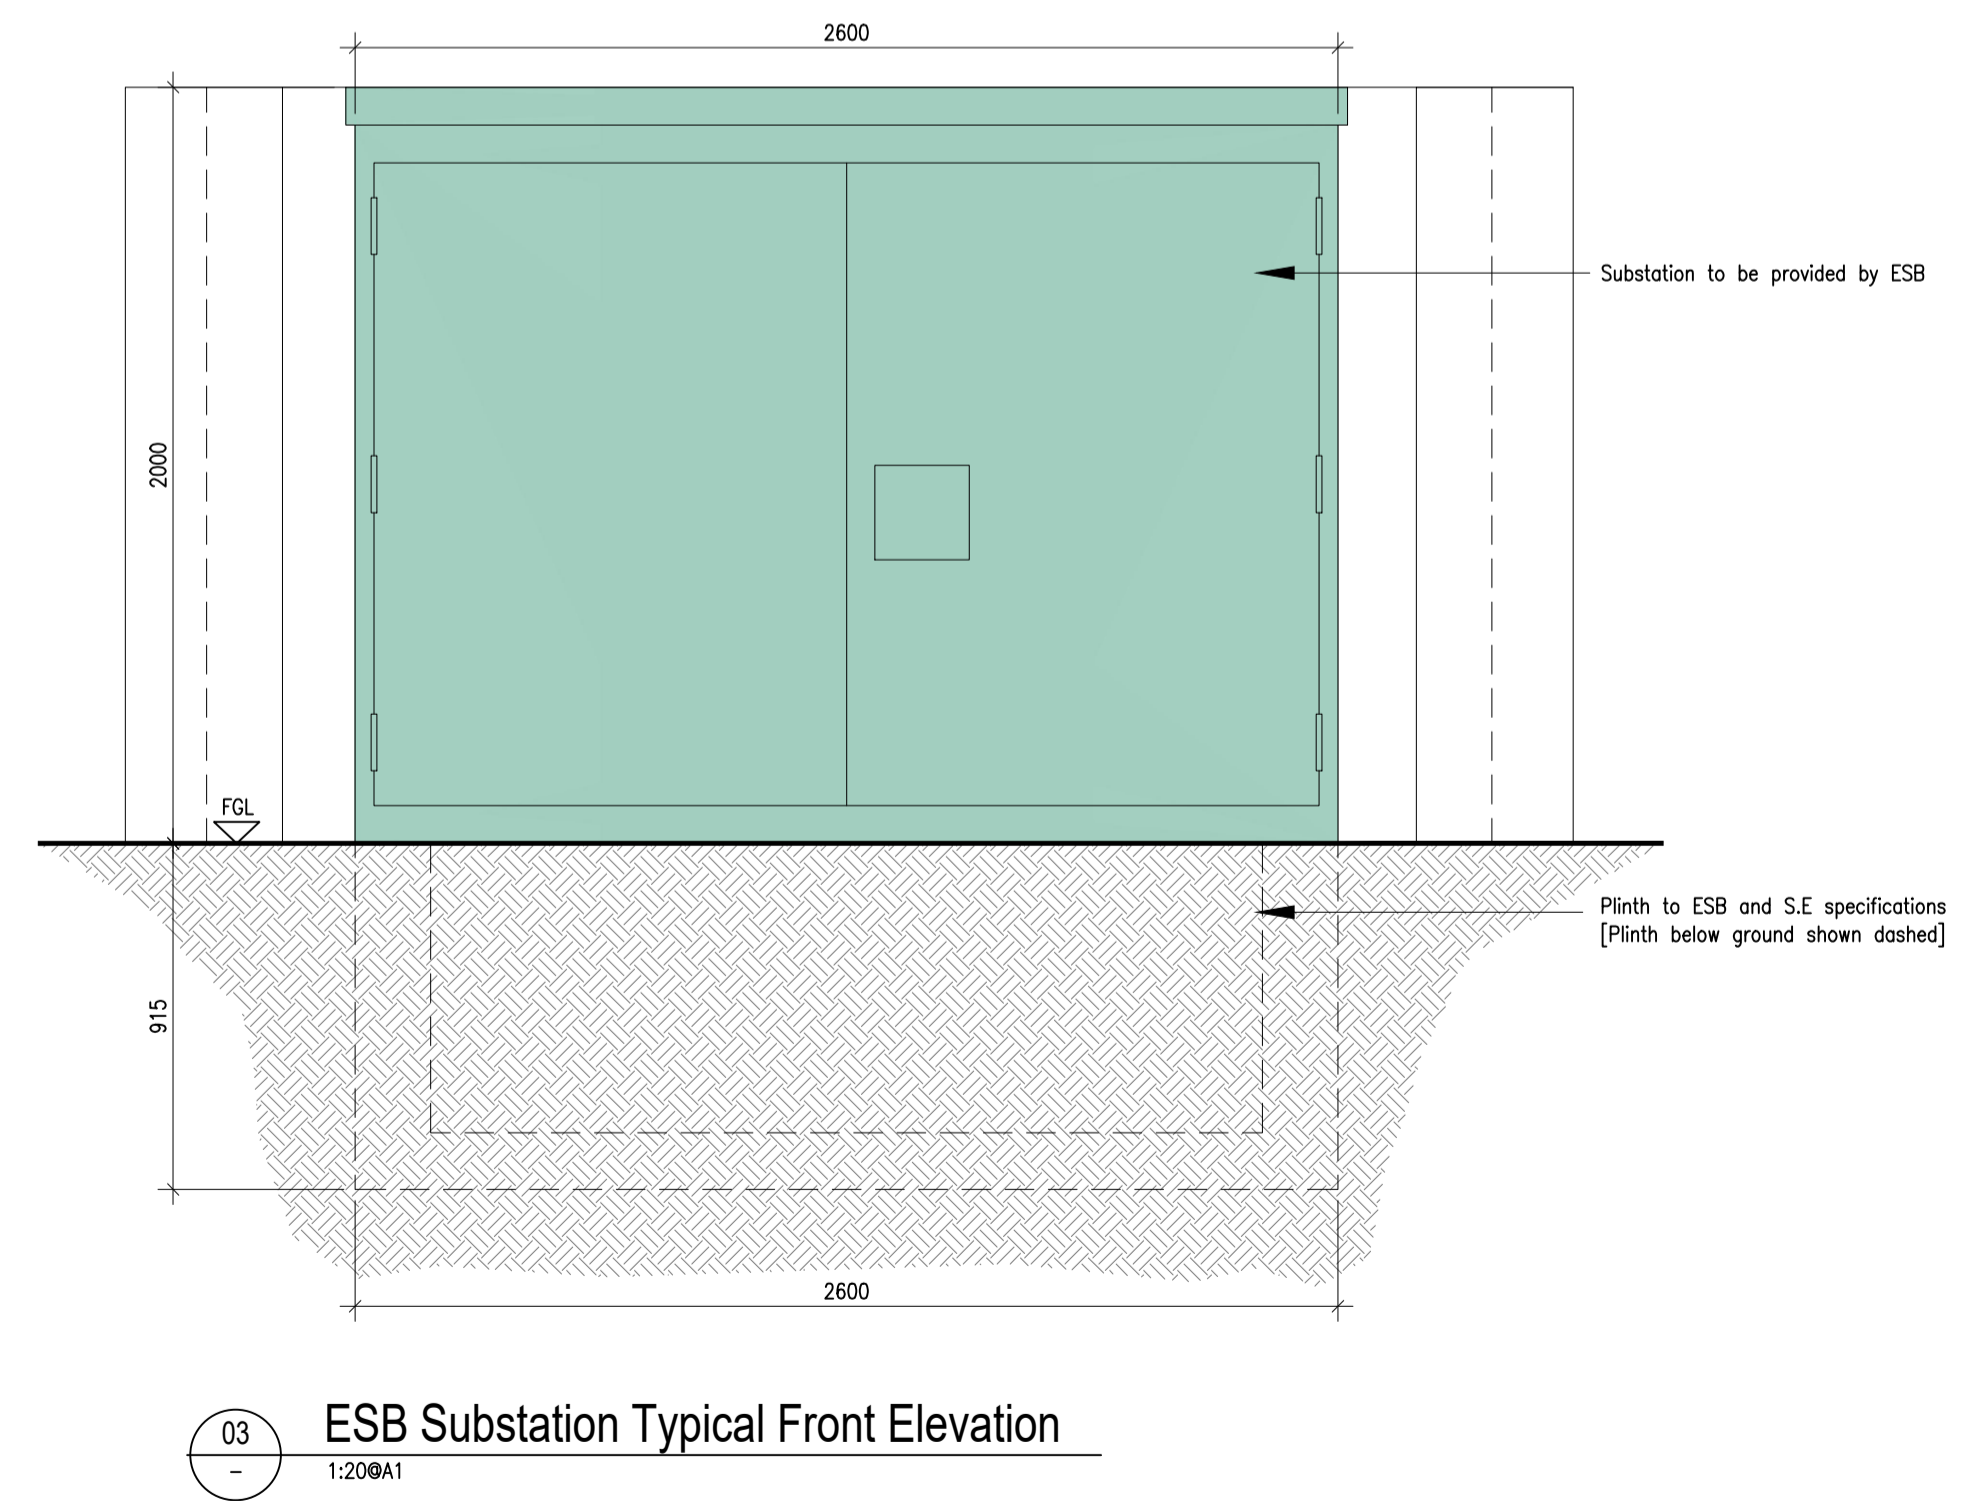 2600
2000
Substation to be provided by ESB
FGL
Plinth to ESB and S.E specifications
[Plinth below ground shown dashed]
915
2600
03
–
ESB Substation Typical Front Elevation
1:20@A1